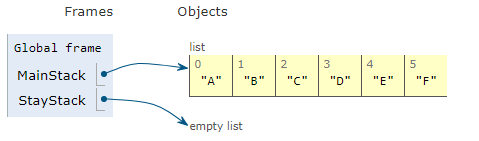 Frames Objects
Global frame
MainStack
StayStack
list
0 1 2 3 4 5
"A" "B" "C" "D" "E" "F"
empty list